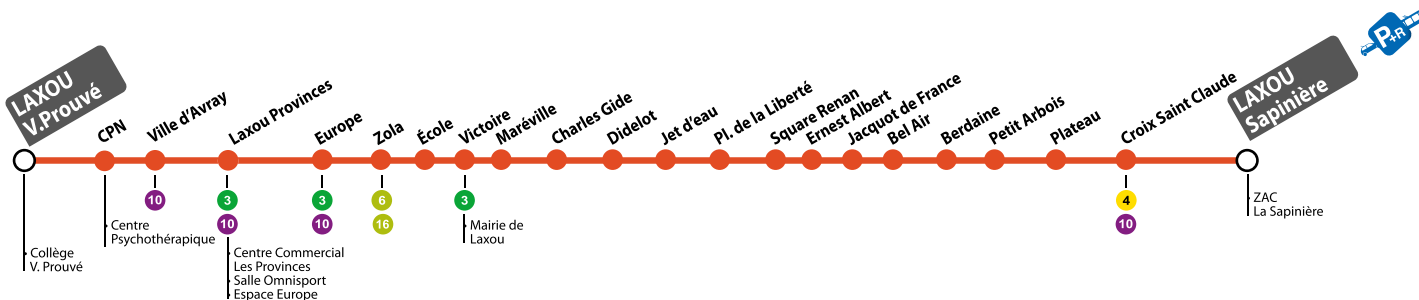 LAXOU
V.Prouvé
CPN
Ville d'Avray
Laxou Provinces
Europe
Zola
École
Victoire
Maréville
Charles Gide
Didelot
Jet d'eau
Pl. de la Liberté
Square Renan
Ernest Albert
Jacquot de France
Bel Air
Berdaine
Petit Arbois
Plateau
Croix Saint Claude
LAXOU
Sapinière
P+R
10
3
10
3
10
6
16
3
4
10
Collège
V. Prouvé
Centre
Psychothérapique
Centre Commercial
Les Provinces
Salle Omnisport
Espace Europe
Mairie de
Laxou
ZAC
La Sapinière